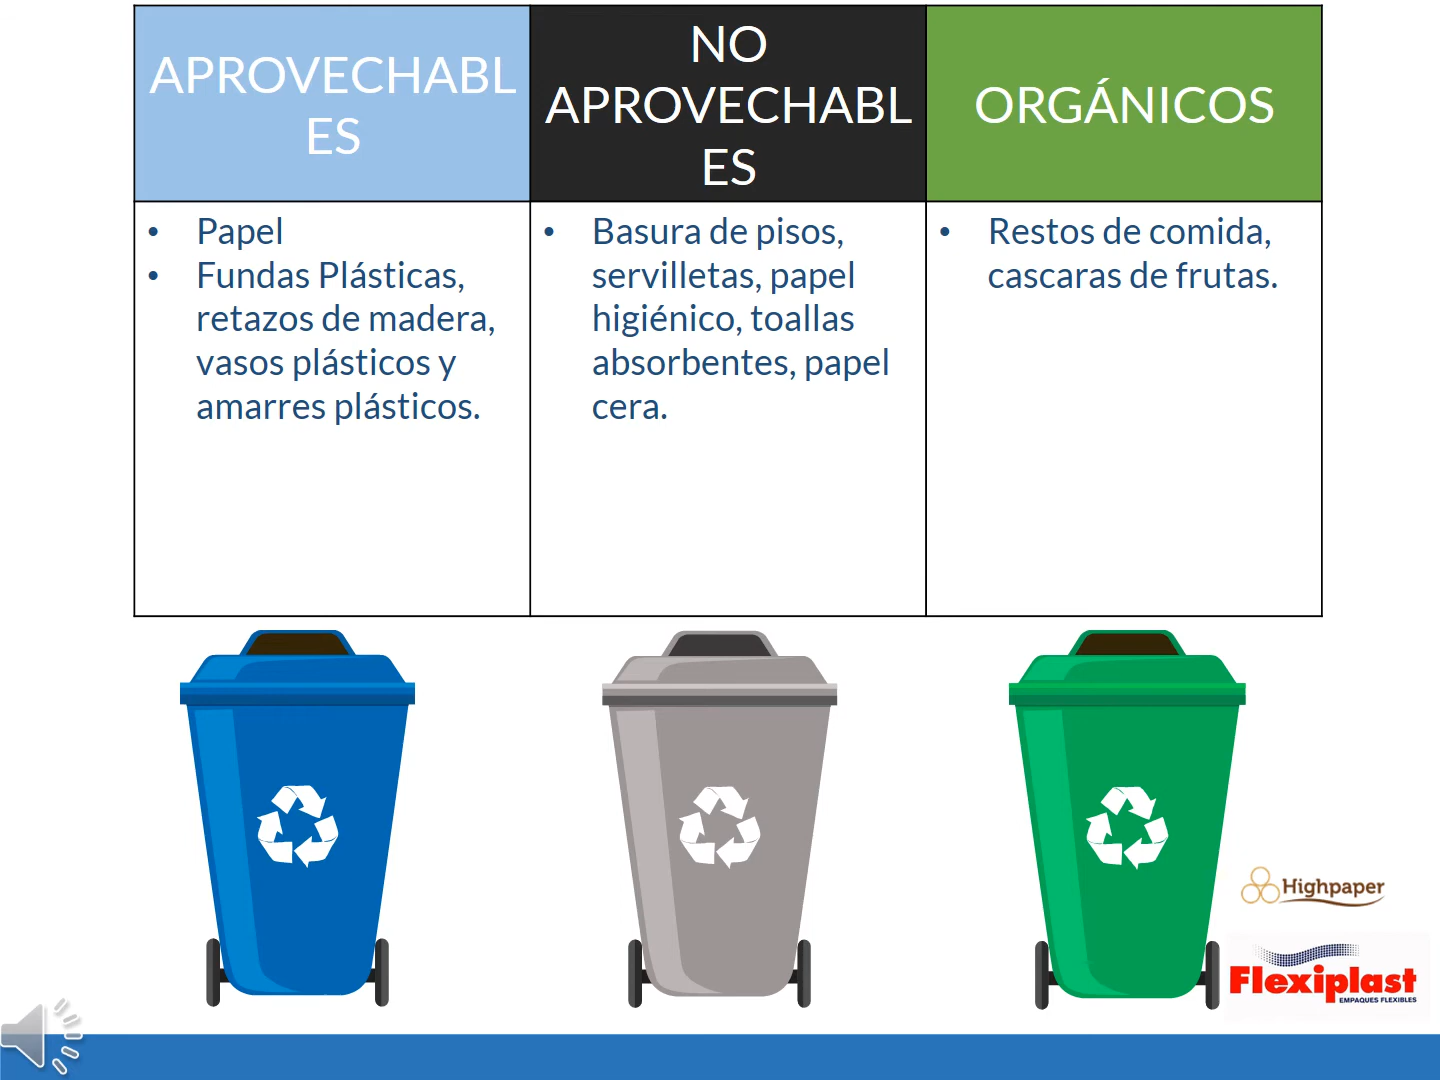 APROVECHABL
ES
NO
APROVECHABL
ES
ORGÁNICOS
• Papel
• Fundas Plásticas,
retazos de madera,
vasos plásticos y
amarres plásticos.
• Basura de pisos,
servilletas, papel
higiénico, toallas
absorbentes, papel
cera.
• Restos de comida,
cascaras de frutas.
Highpaper
Flexiplast
EMPAQUES FLEXIBLES